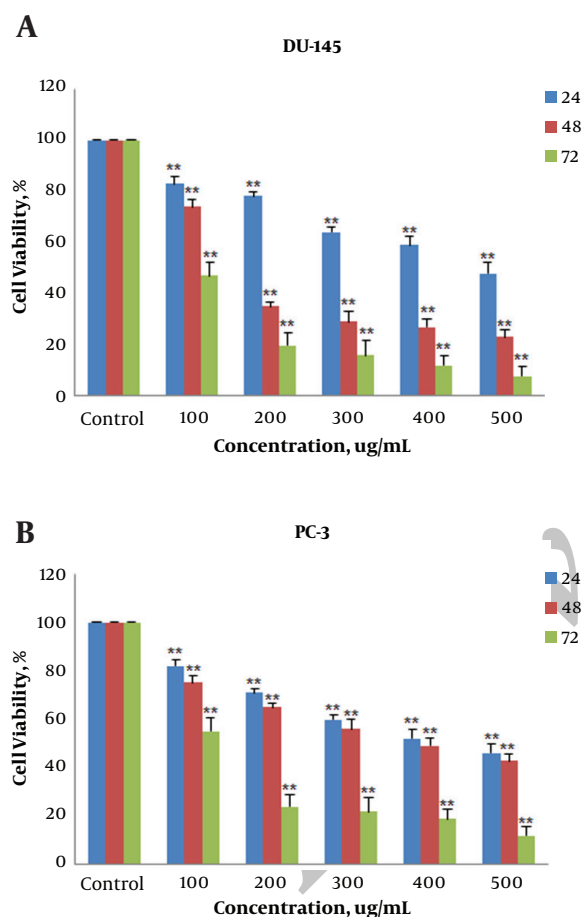 A
DU-145
120
100
80
60
40
20
0
Cell Viability, %
24
48
72
** ** **
** ** **
** ** **
** ** **
** ** **
Control 100 200 300 400 500
Concentration, ug/mL
B
PC-3
120
100
80
60
40
20
0
Cell Viability, %
24
48
72
** ** **
** ** **
** ** **
** ** **
** ** **
Control 100 200 300 400 500
Concentration, ug/mL